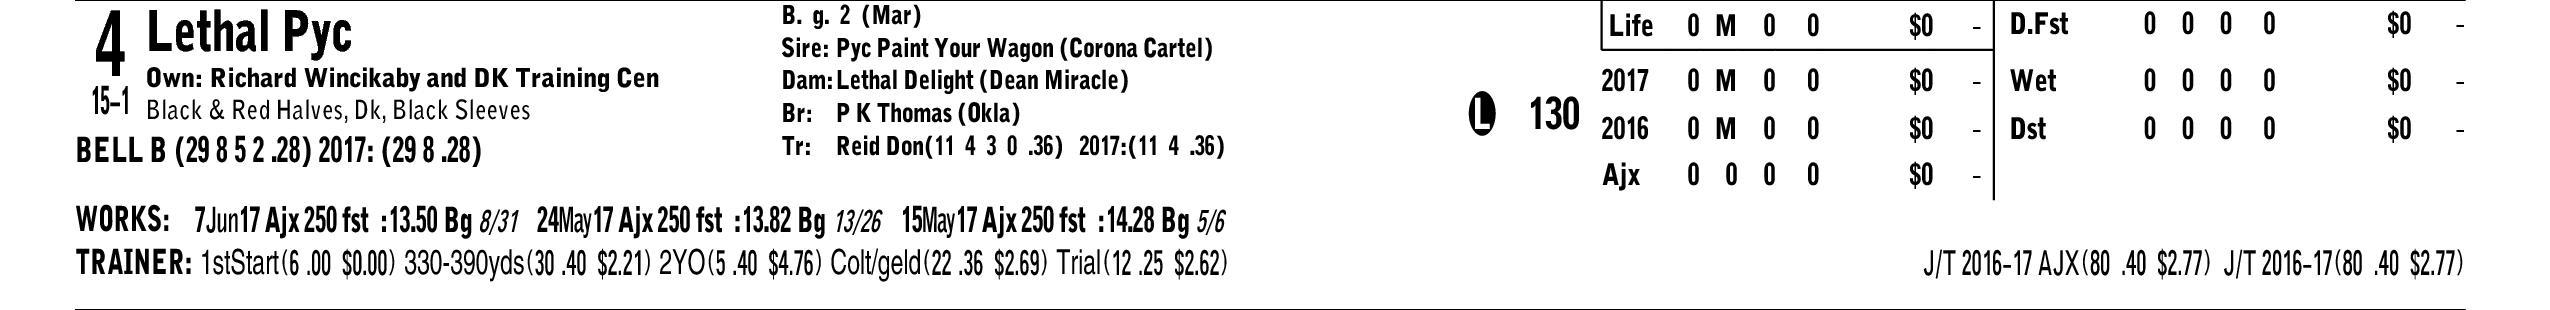 4
15-1
Lethal Pyc
Own: Richard Wincikaby and DK Training Cen
Black & Red Halves, Dk, Black Sleeves
BELL B (29 8 5 2 .28) 2017: (29 8 .28)
B. g. 2 (Mar)
Sire: Pyc Paint Your Wagon (Corona Cartel)
Dam: Lethal Delight (Dean Miracle)
Br: P K Thomas (Okla)
Tr: Reid Don(11 4 3 0 .36) 2017:(11 4 .36)
L 130
Life 0 M 0 0 $0 -
2017 0 M 0 0 $0 -
2016 0 M 0 0 $0 -
Ajx 0 0 0 0 $0 -
D.Fst 0 0 0 0 $0 -
Wet 0 0 0 0 $0 -
Dst 0 0 0 0 $0 -
WORKS: 7Jun17 Ajx 250 fst :13.50 Bg 8/31 24May17 Ajx 250 fst :13.82 Bg 13/26 15May17 Ajx 250 fst :14.28 Bg 5/6
TRAINER: 1stStart(6 .00 $0.00) 330-390yds(30 .40 $2.21) 2YO(5 .40 $4.76) Colt/geld(22 .36 $2.69) Trial(12 .25 $2.62)
J/T 2016-17 AJX(80 .40 $2.77) J/T 2016-17(80 .40 $2.77)